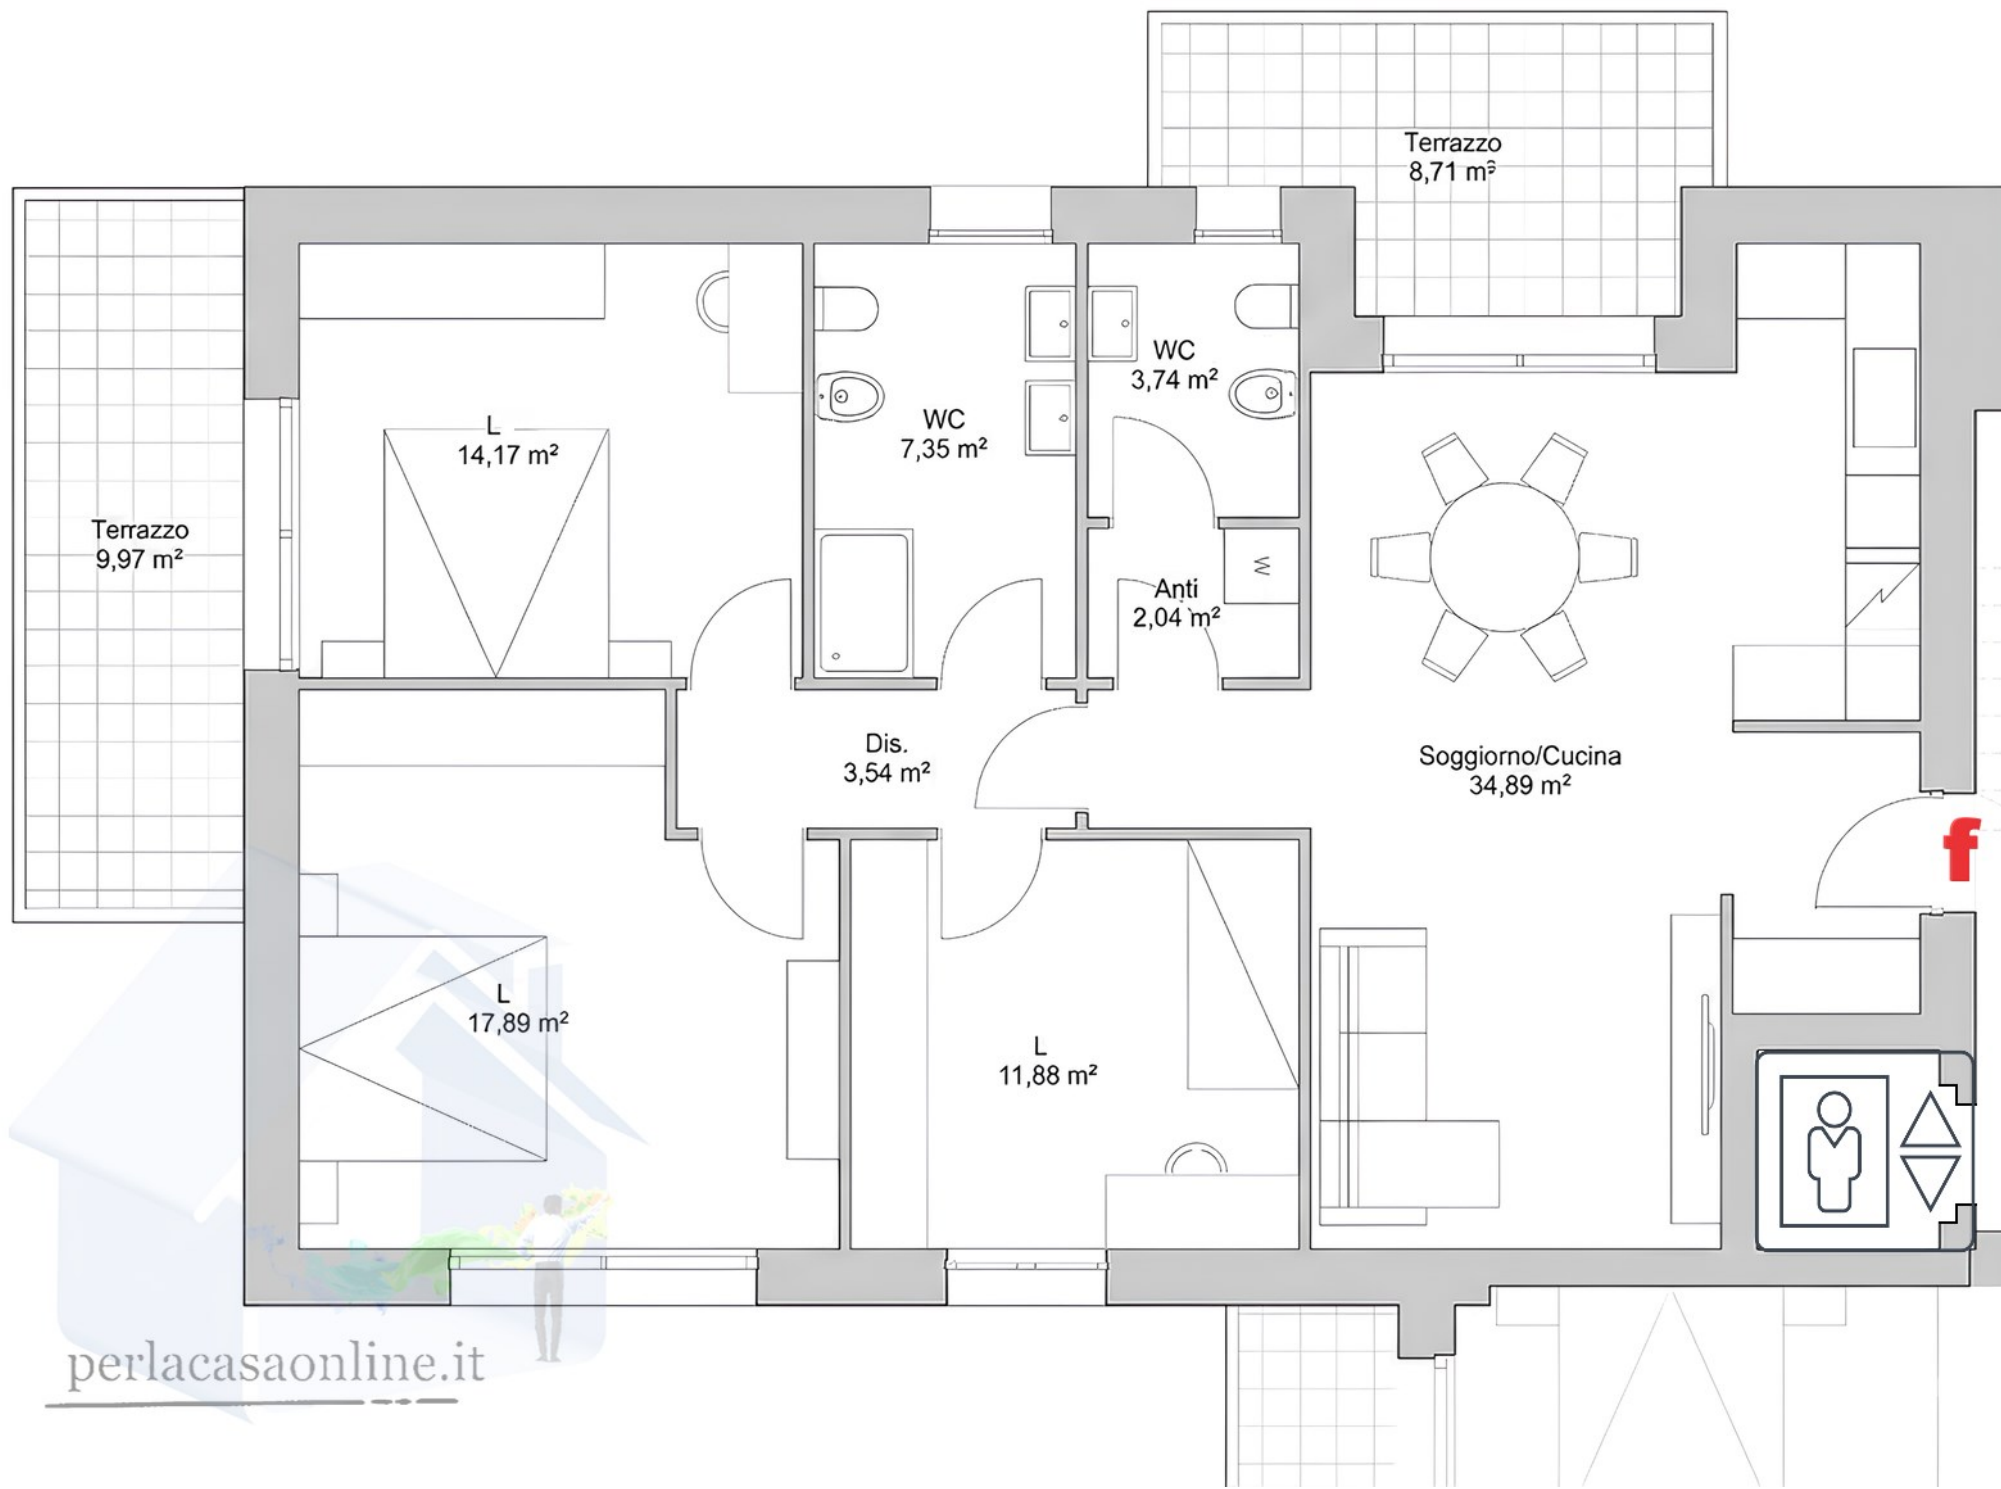 Terrazzo
8,71 m²
L
14,17 m²
WC
7,35 m²
WC
3,74 m²
Terrazzo
9,97 m²
W
Anti
2,04 m²
Dis.
3,54 m²
Soggiorno/Cucina
34,89 m²
f
L
17,89 m²
L
11,88 m²
perlacasaonline.it